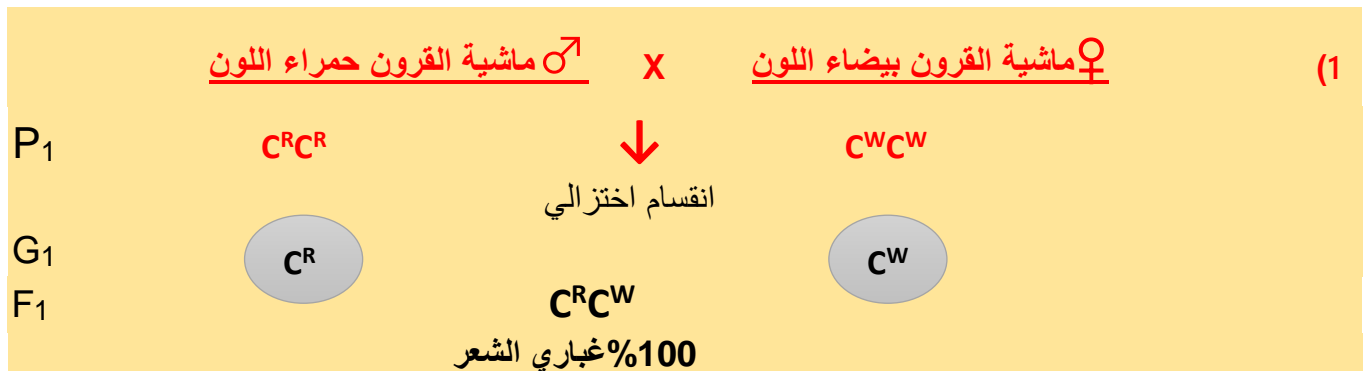 (1 ♀ماشية القرون بيضاء اللون X ♂ ماشية القرون حمراء اللون
P₁ CᴿCᴿ ↓ CᵂCᵂ
انقسام اختزالي
G₁ Cᴿ Cᵂ
F₁ CᴿCᵂ
100%غباري الشعر